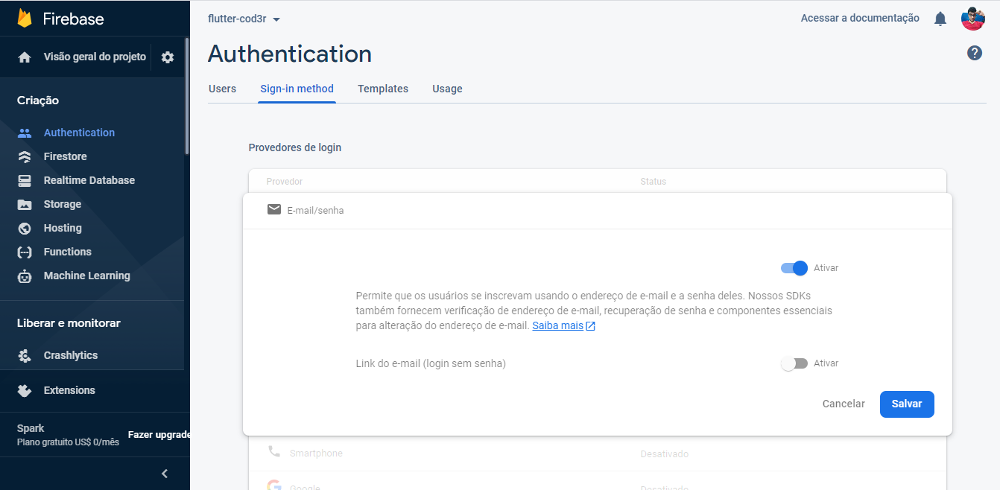 Firebase
Visão geral do projeto
Criação
Authentication
Firestore
Realtime Database
Storage
Hosting
Functions
Machine Learning
Liberar e monitorar
Crashlytics
Extensions
Spark
Plano gratuito US$ 0/mês
Fazer upgrade
flutter-cod3r
Acessar a documentação
Authentication
Users
Sign-in method
Templates
Usage
Provedores de login
Provedor
Status
E-mail/senha
Ativar
Permite que os usuários se inscrevam usando o endereço de e-mail e a senha deles. Nossos SDKs
também fornecem verificação de endereço de e-mail, recuperação de senha e componentes essenciais
para alteração do endereço de e-mail. Saiba mais
Link do e-mail (login sem senha)
Ativar
Cancelar
Salvar
Smartphone
Desativado
Google
Desativado